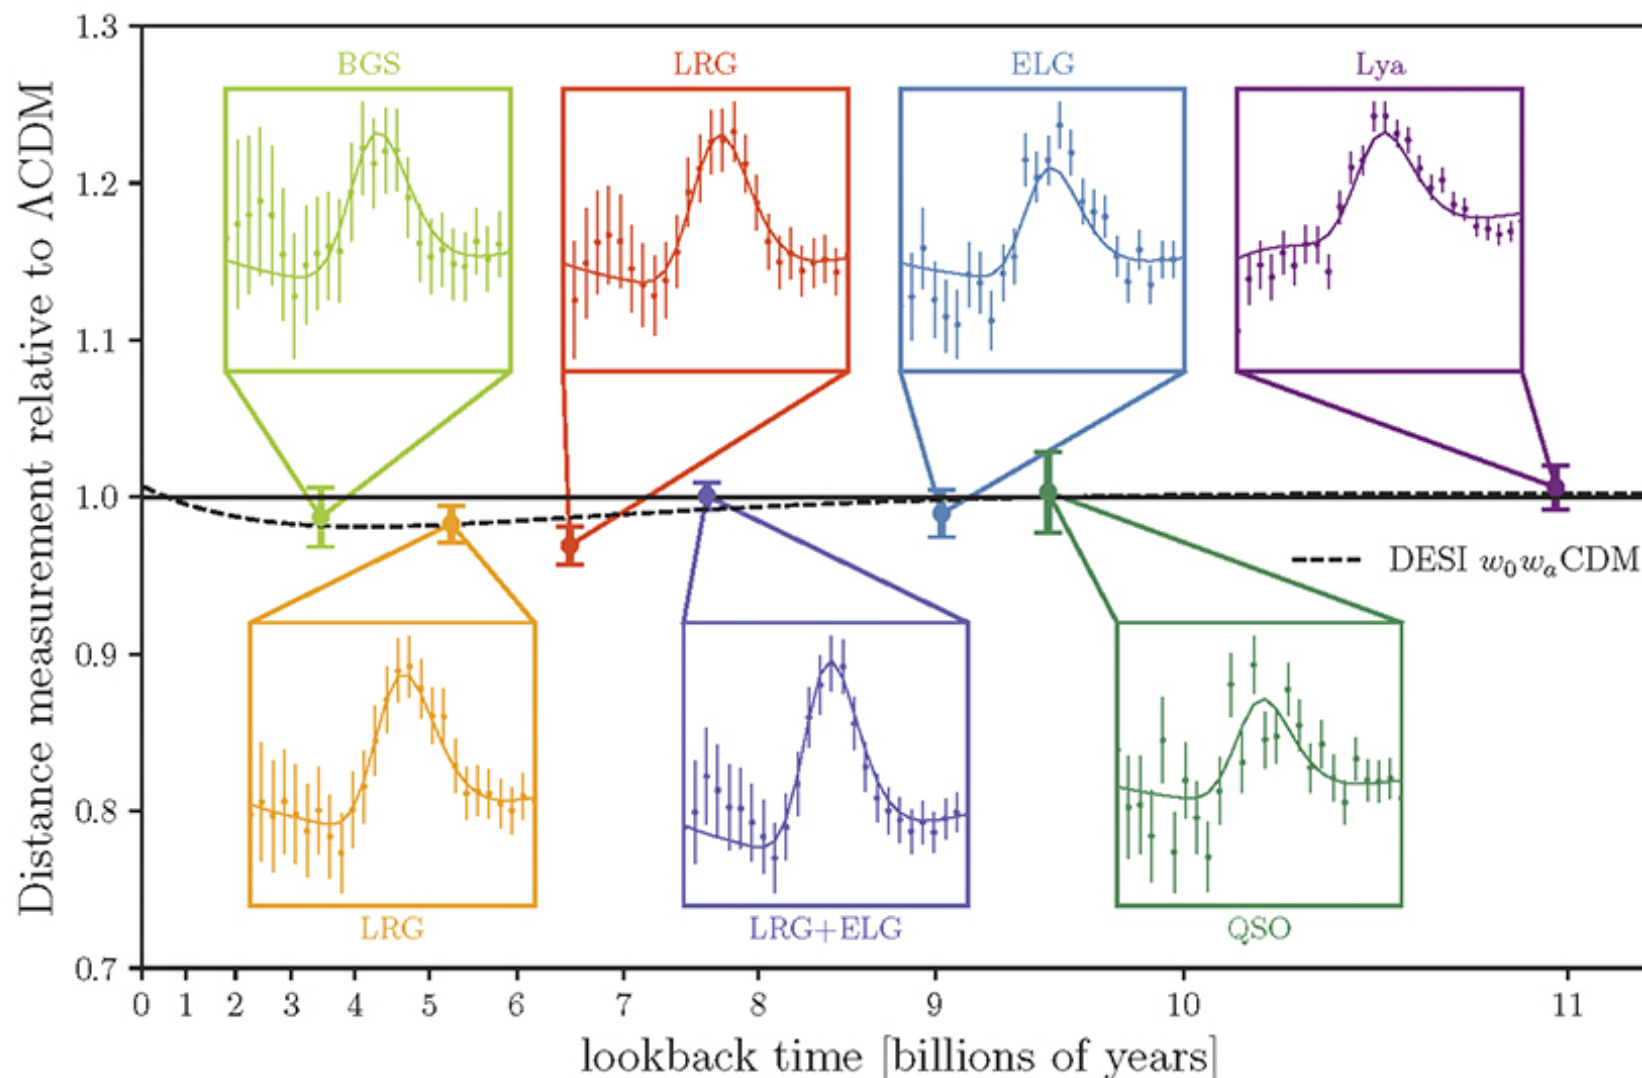 Distance measurement relative to ΛCDM
1.3
1.2
1.1
1.0
0.9
0.8
0.7
BGS
LRG
ELG
Lya
DESI w₀wₐCDM
LRG
LRG+ELG
QSO
0 1 2 3 4 5 6 7 8 9 10 11
lookback time [billions of years]